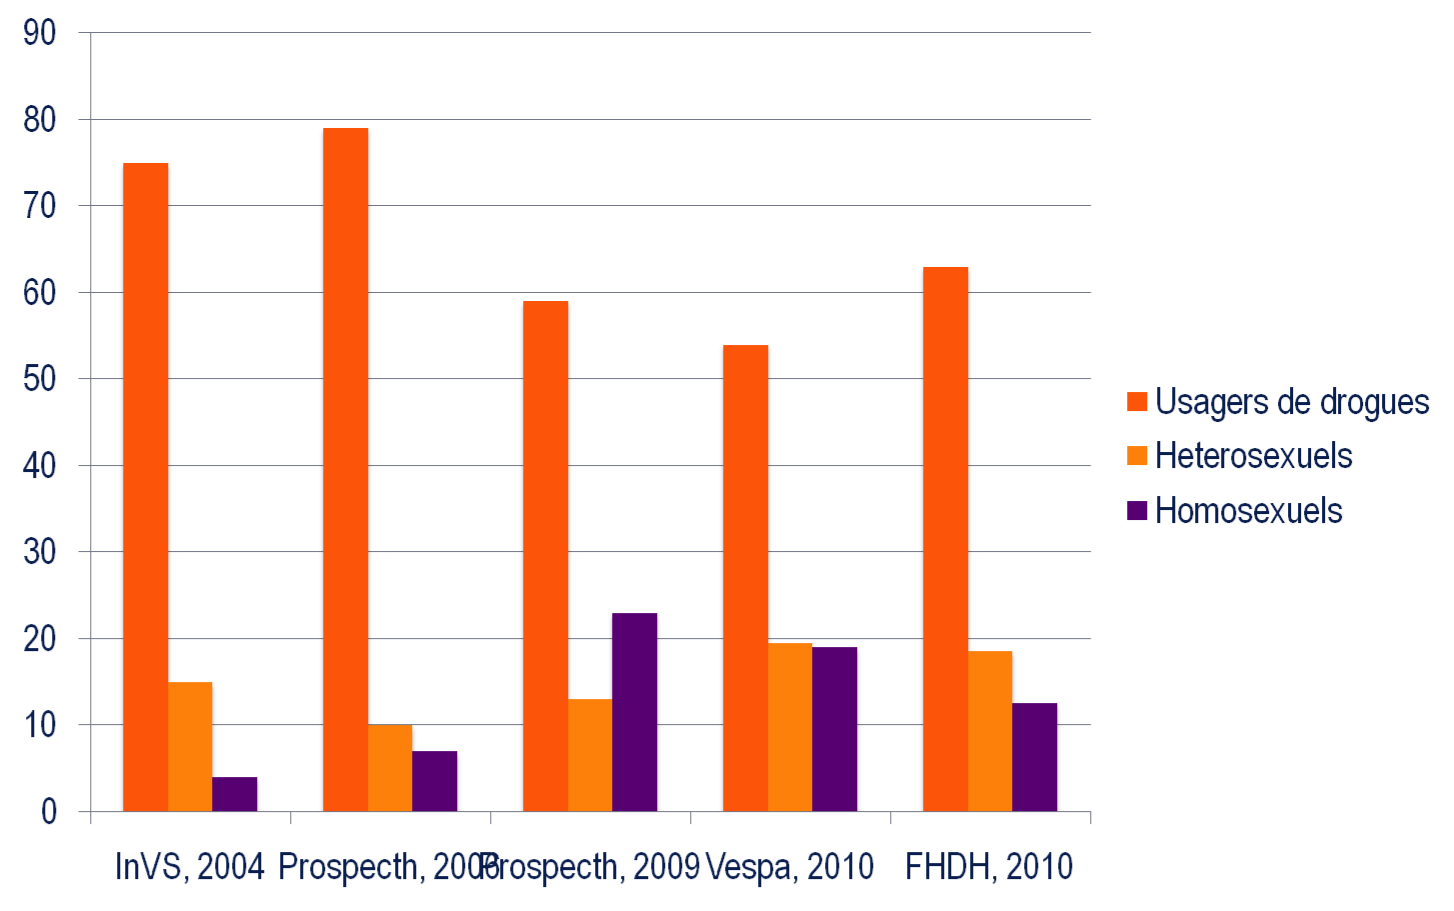 90
80
70
60
50
40
30
20
10
0
InVS, 2004
Prospecth, 2006
Prospecth, 2009
Vespa, 2010
FHDH, 2010
Usagers de drogues
Heterosexuels
Homosexuels